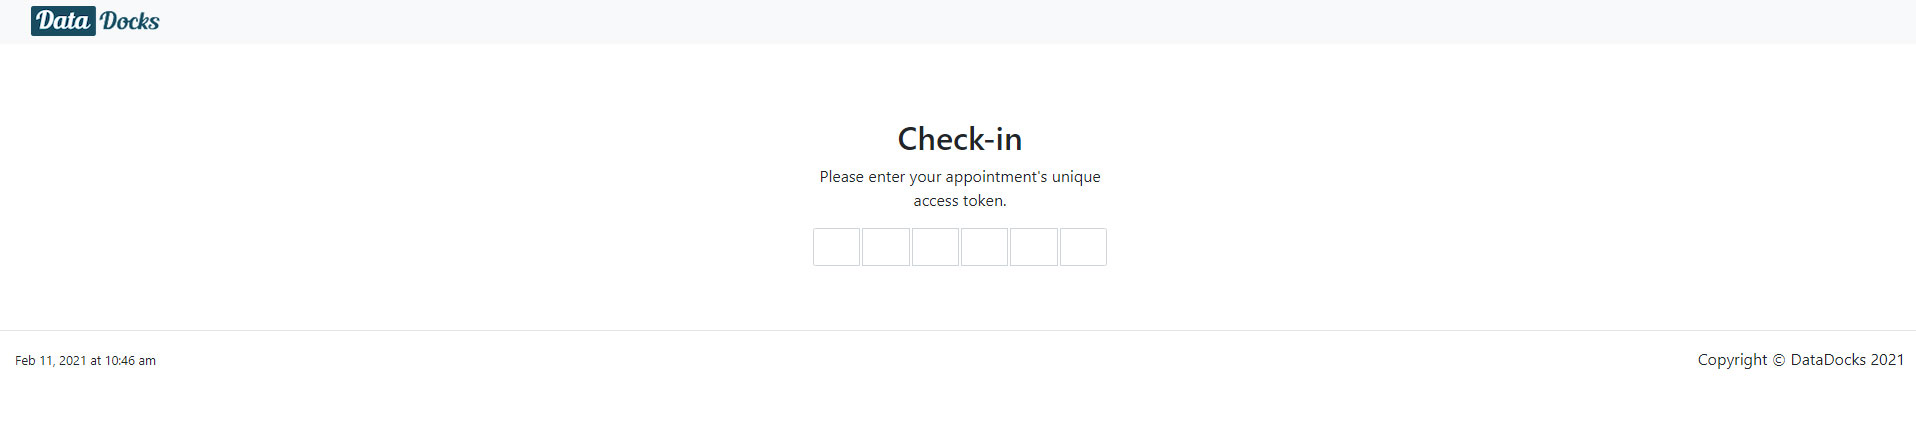 Data Docks
Check-in
Please enter your appointment's unique
access token.
Feb 11, 2021 at 10:46 am
Copyright © DataDocks 2021